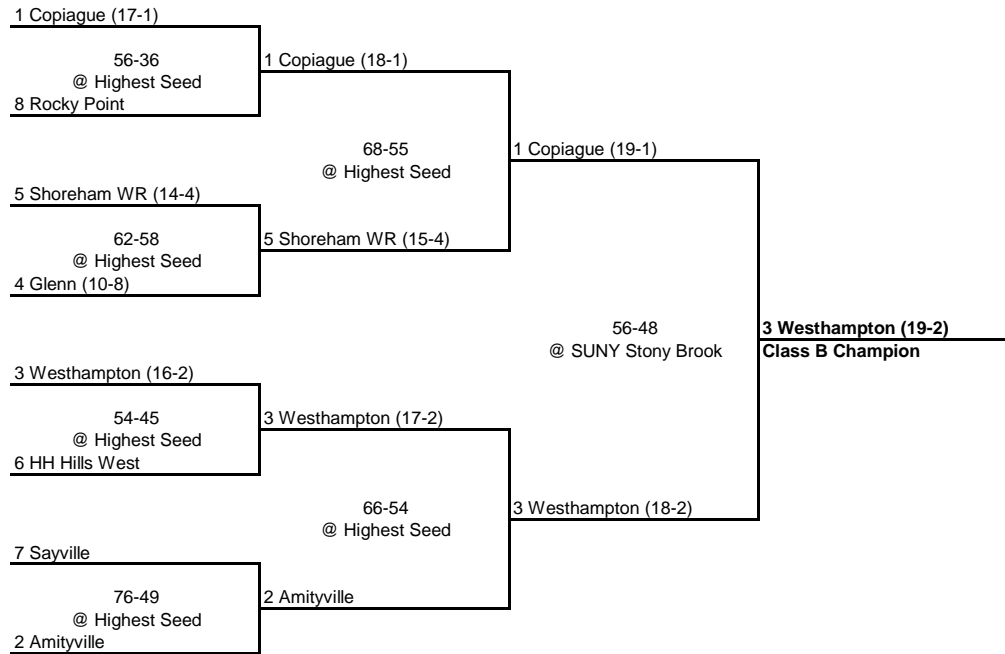 1 Copiague (17-1)
56-36
@ Highest Seed
8 Rocky Point
1 Copiague (18-1)
68-55
@ Highest Seed
1 Copiague (19-1)
5 Shoreham WR (14-4)
62-58
@ Highest Seed
4 Glenn (10-8)
5 Shoreham WR (15-4)
56-48
@ SUNY Stony Brook
3 Westhampton (19-2)
Class B Champion
3 Westhampton (16-2)
54-45
@ Highest Seed
6 HH Hills West
3 Westhampton (17-2)
66-54
@ Highest Seed
3 Westhampton (18-2)
7 Sayville
76-49
@ Highest Seed
2 Amityville
2 Amityville